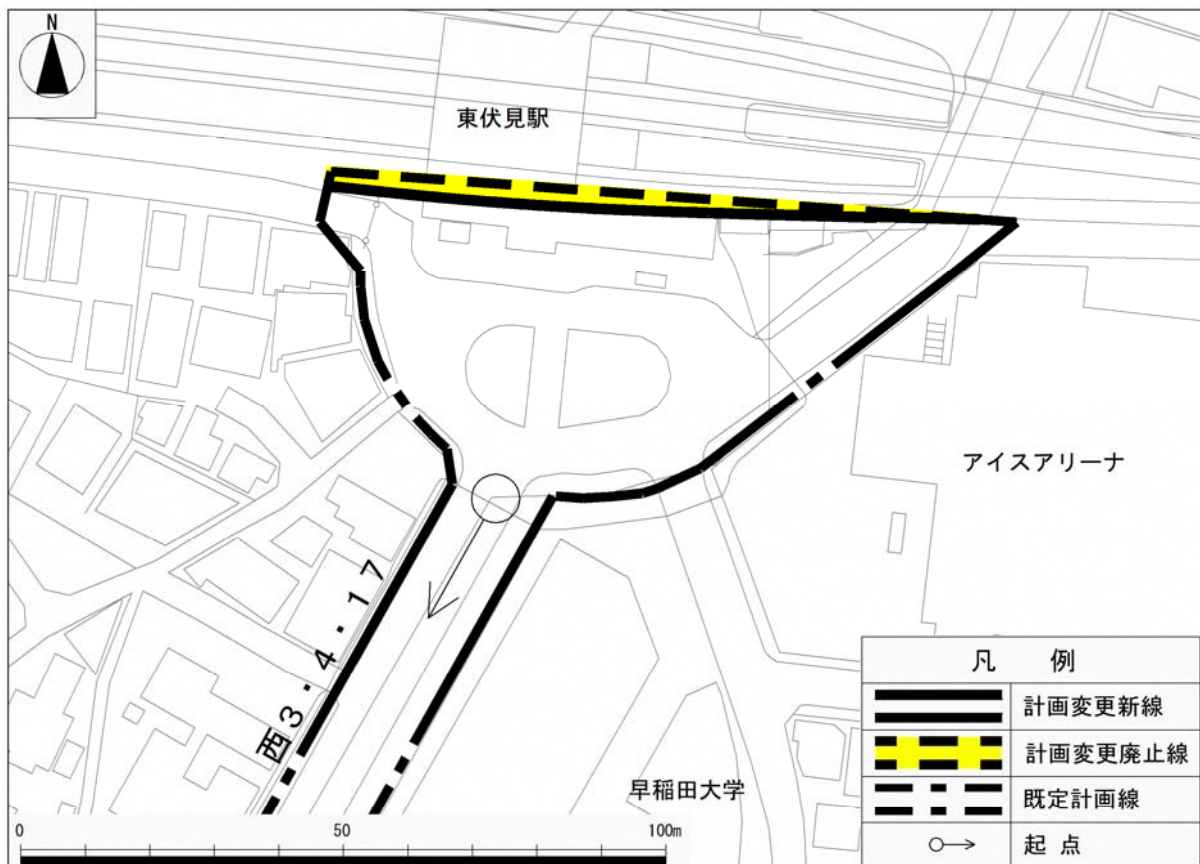 N
東伏見駅
アイスアリーナ
西3・4・17
早稲田大学
凡 例
計画変更新線
計画変更廃止線
既定計画線
起 点
0 50 100m